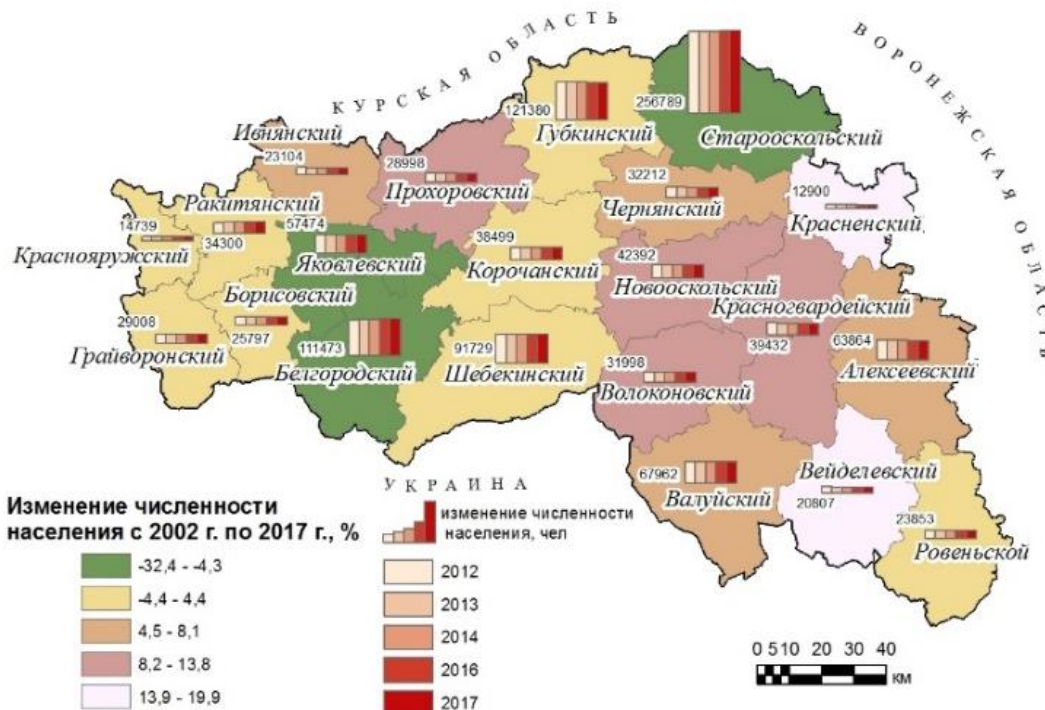 КУРСКАЯ ОБЛАСТЬ
ВОРОНЕЖСКАЯ ОБЛАСТЬ
256789
Старооскольский
121380
Губкинский
Ивнянский
23104
28998
Прохоровский
32212
Чернянский
12900
Красненский
Ракитянский
34300
14739
Краснояружский
57474
Яковлевский
38499
Корочанский
42392
Новооскольский
Красногвардейский
39432
Борисовский
25797
29008
Грайворонский
111473
Белгородский
91729
Шебекинский
31998
Волоконовский
63864
Алексеевский
67962
Валуйский
Вейделевский
20807
23853
Ровеньской
УКРАИНА
Изменение численности
населения с 2002 г. по 2017 г., %
-32,4 - -4,3
-4,4 - 4,4
4,5 - 8,1
8,2 - 13,8
13,9 - 19,9
изменение численности
населения, чел
2012
2013
2014
2016
2017
0 5 10 20 30 40
км